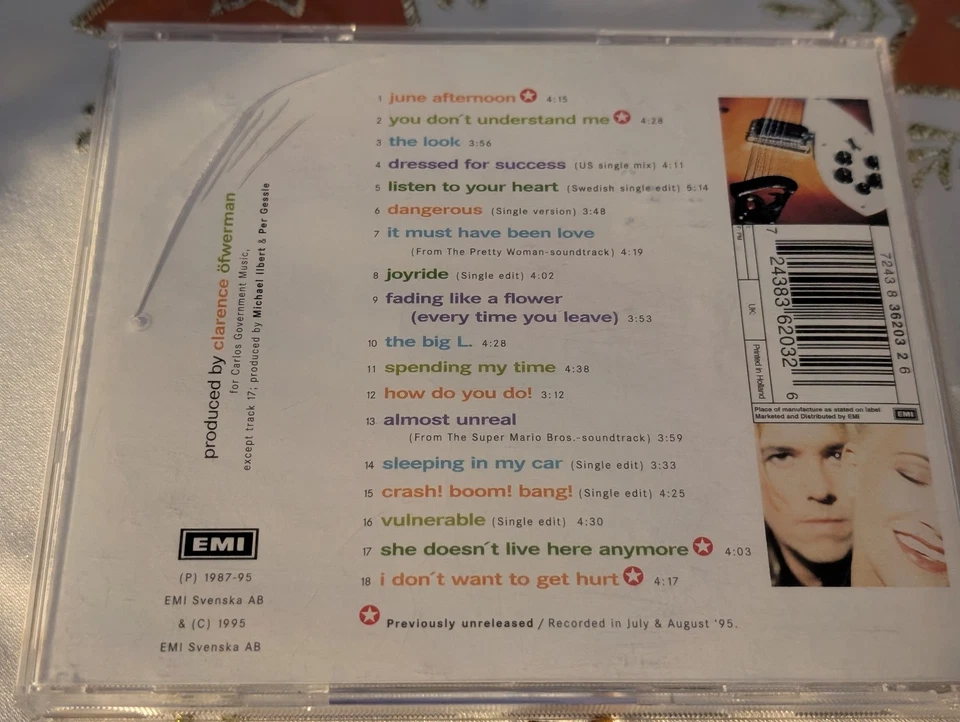 1 june afternoon 4:15
2 you don´t understand me 4:28
3 the look 3:56
4 dressed for success (US single mix) 4:11
5 listen to your heart (Swedish single edit) 5:14
6 dangerous (Single version) 3:48
7 it must have been love
(From The Pretty Woman-soundtrack) 4:19
8 joyride (Single edit) 4:02
9 fading like a flower
(every time you leave) 3:53
10 the big L. 4:28
11 spending my time 4:38
12 how do you do! 3:12
13 almost unreal
(From The Super Mario Bros.-soundtrack) 3:59
14 sleeping in my car (Single edit) 3:33
15 crash! boom! bang! (Single edit) 4:25
16 vulnerable (Single edit) 4:30
17 she doesn´t live here anymore 4:03
18 i don´t want to get hurt 4:17
Previously unreleased / Recorded in july & August '95.
produced by clarence öfwerman
for Carlos Government Music,
except track 17; produced by Michael Ilbert & Per Gessle
EMI
(P) 1987-95
EMI Svenska AB
& (C) 1995
EMI Svenska AB
7 24383 62032 6
7243 8 36203 2 6
UK:
Printed in Holland
Place of manufacture as stated on label
Marketed and Distributed by EMI
EMI